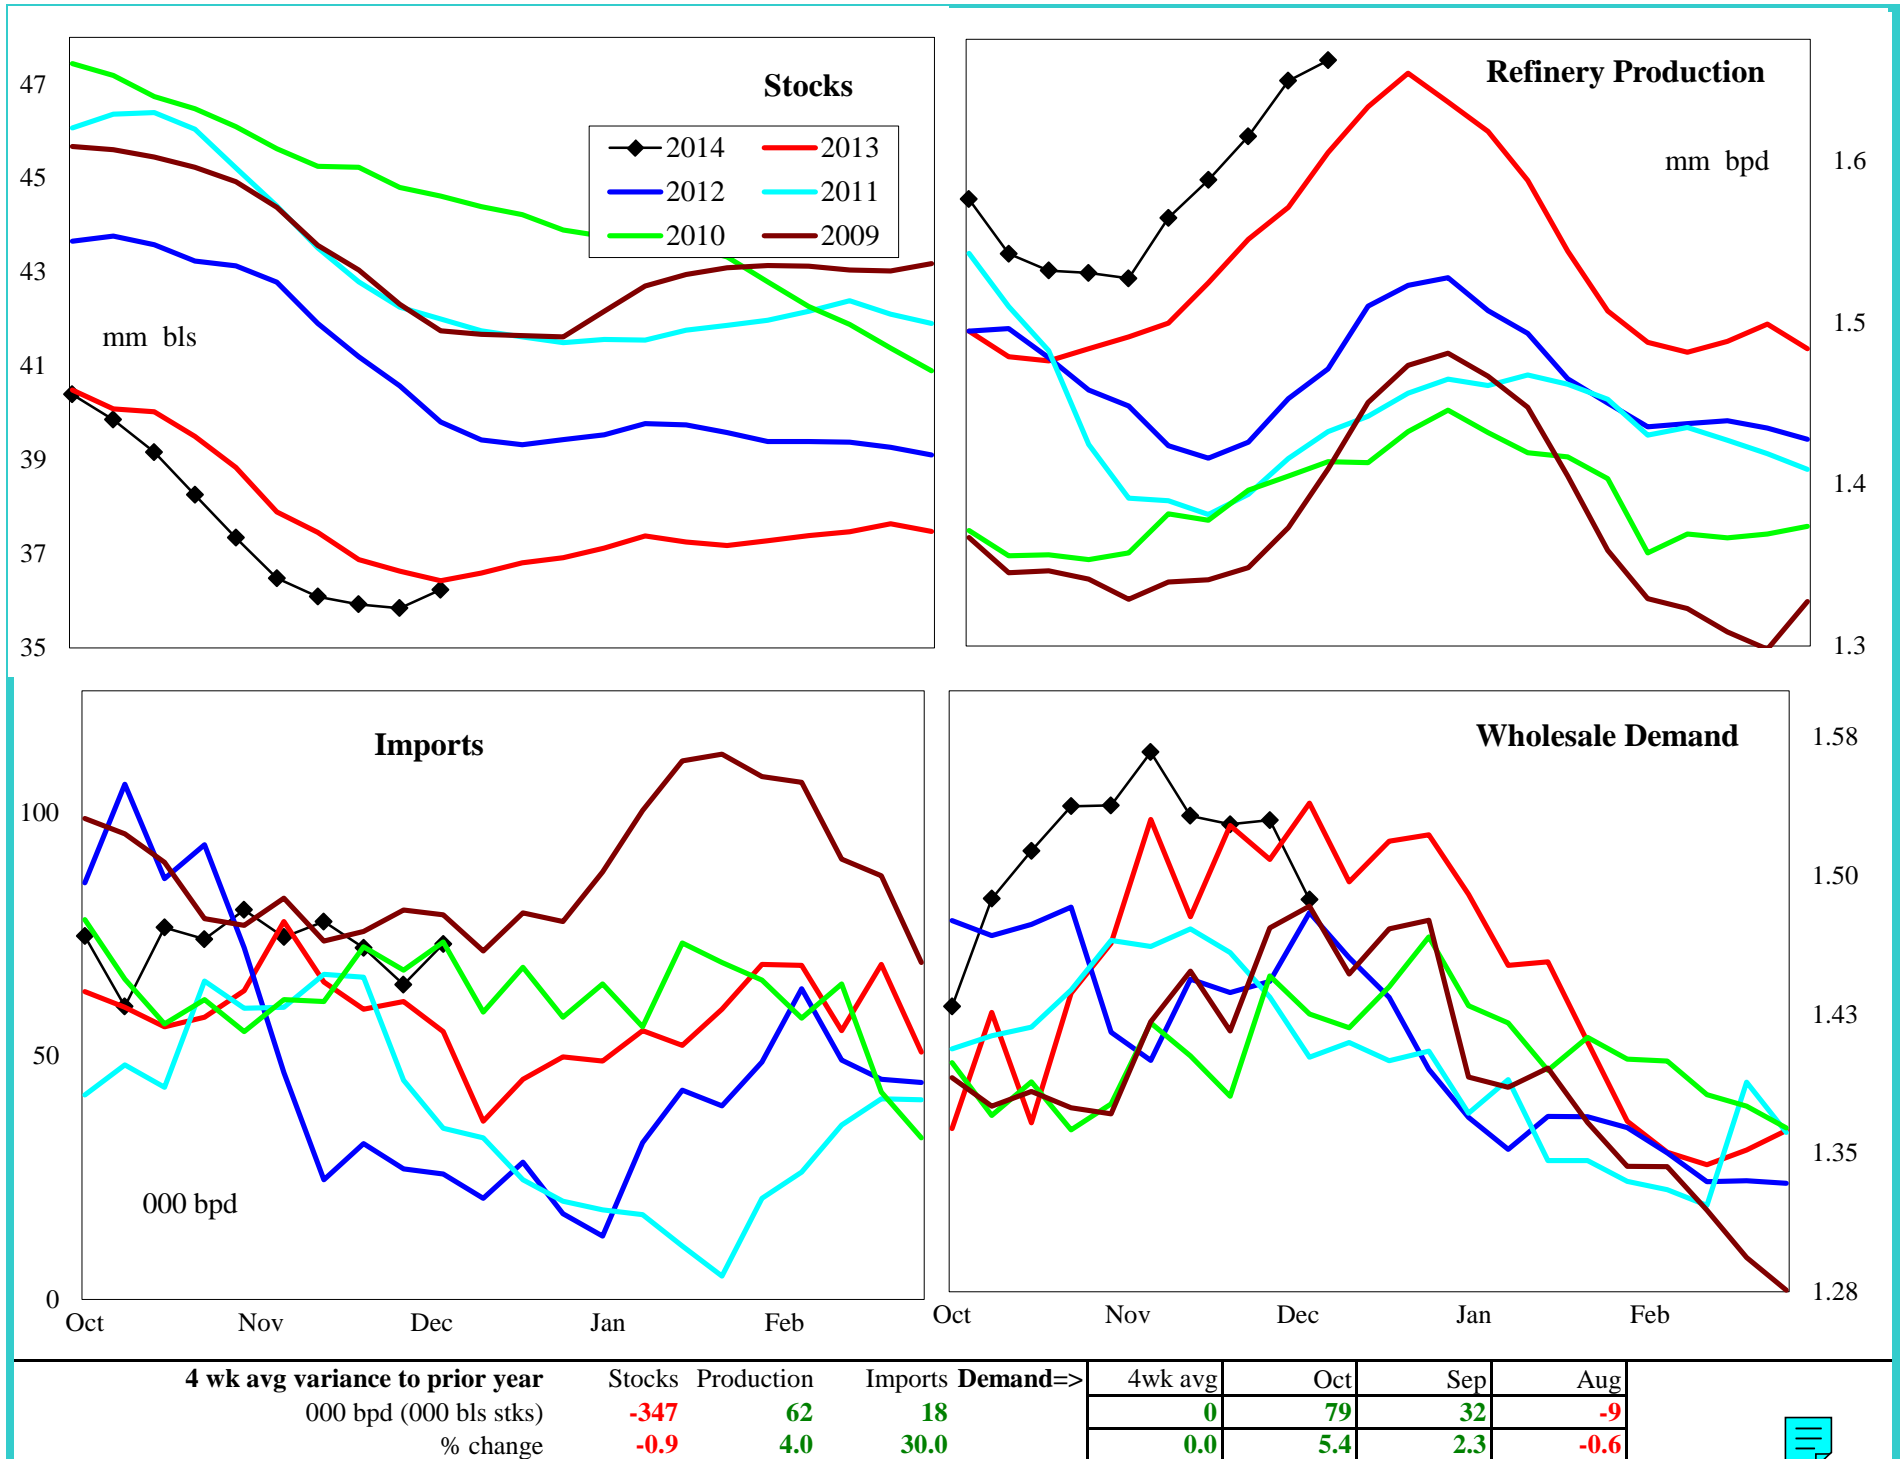 Stocks
47
45
43
41
39
37
35
mm bls
2014 2013
2012 2011
2010 2009
Refinery Production
mm bpd
1.6
1.5
1.4
1.3
Imports
100
50
0
000 bpd
Oct Nov Dec Jan Feb
Wholesale Demand
1.58
1.50
1.43
1.35
1.28
Oct Nov Dec Jan Feb
4 wk avg variance to prior year Stocks Production Imports Demand=> 4wk avg Oct Sep Aug
000 bpd (000 bls stks) -347 62 18 0 79 32 -9
% change -0.9 4.0 30.0 0.0 5.4 2.3 -0.6